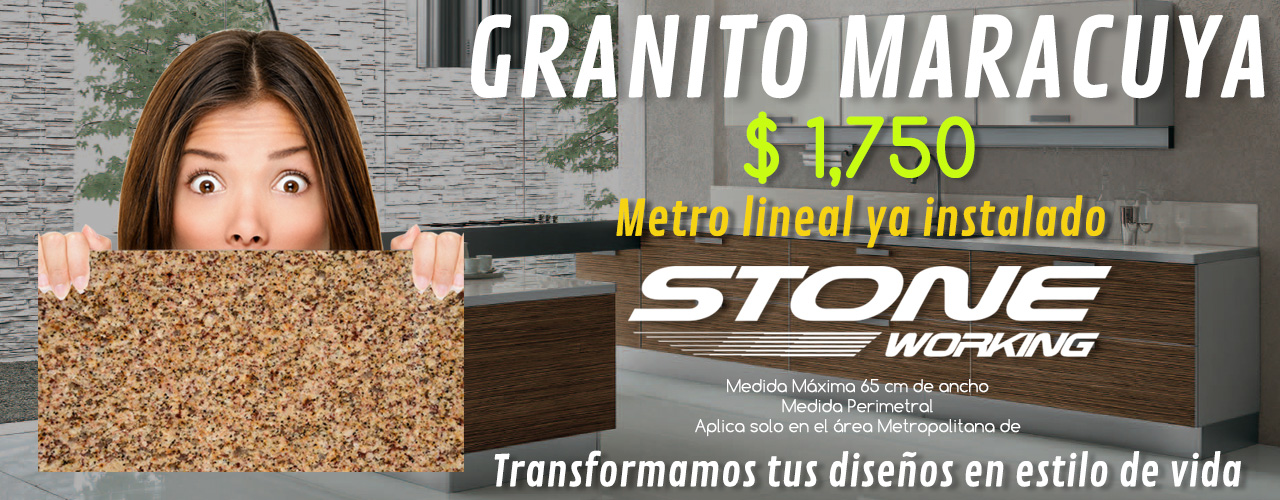 GRANITO MARACUYA
$ 1,750
Metro lineal ya instalado
STONE
WORKING
Medida Máxima 65 cm de ancho
Medida Perimetral
Aplica solo en el área Metropolitana de
Transformamos tus diseños en estilo de vida